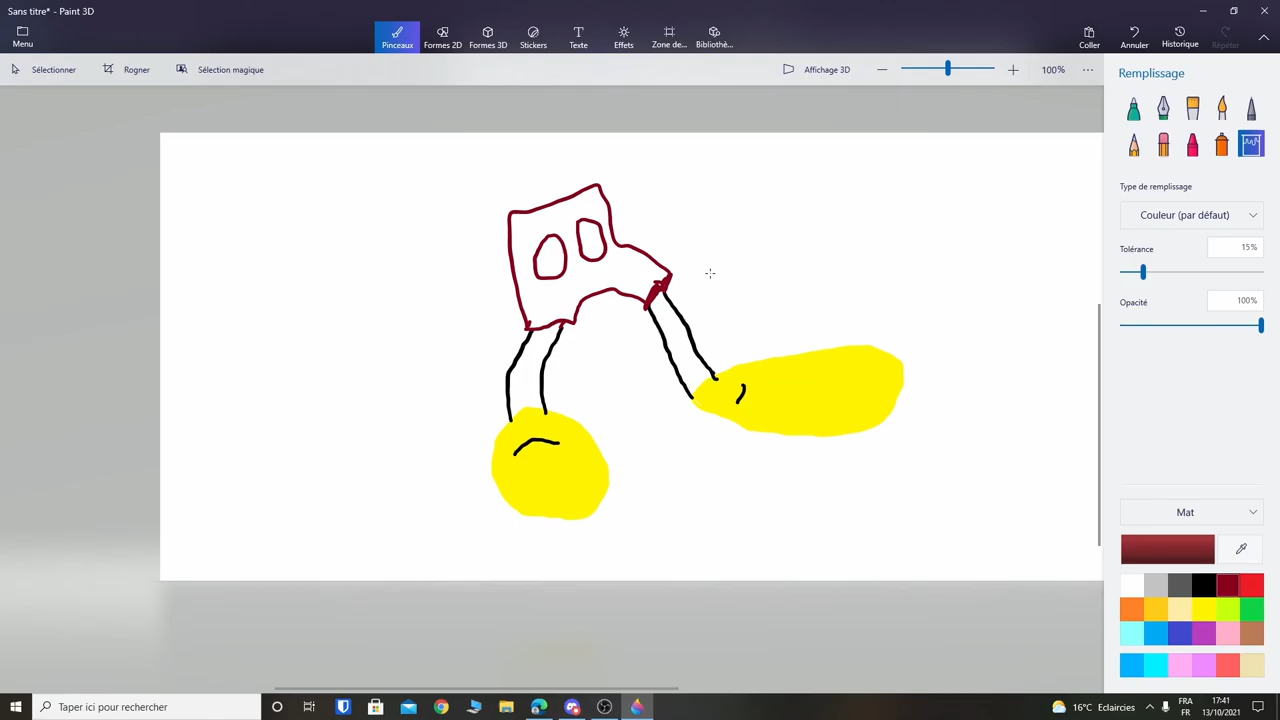 Sans titre* - Paint 3D
Menu
Pinceaux
Formes 2D
Formes 3D
Stickers
Texte
Effets
Zone de...
Bibliothè...
Coller
Annuler
Historique
Répéter
Sélectionner
Rogner
Sélection magique
Affichage 3D
100%
Remplissage
Type de remplissage
Couleur (par défaut)
Tolérance
15%
Opacité
100%
Mat
Taper ici pour rechercher
16°C Eclaircies
FRA
FR
17:41
13/10/2021